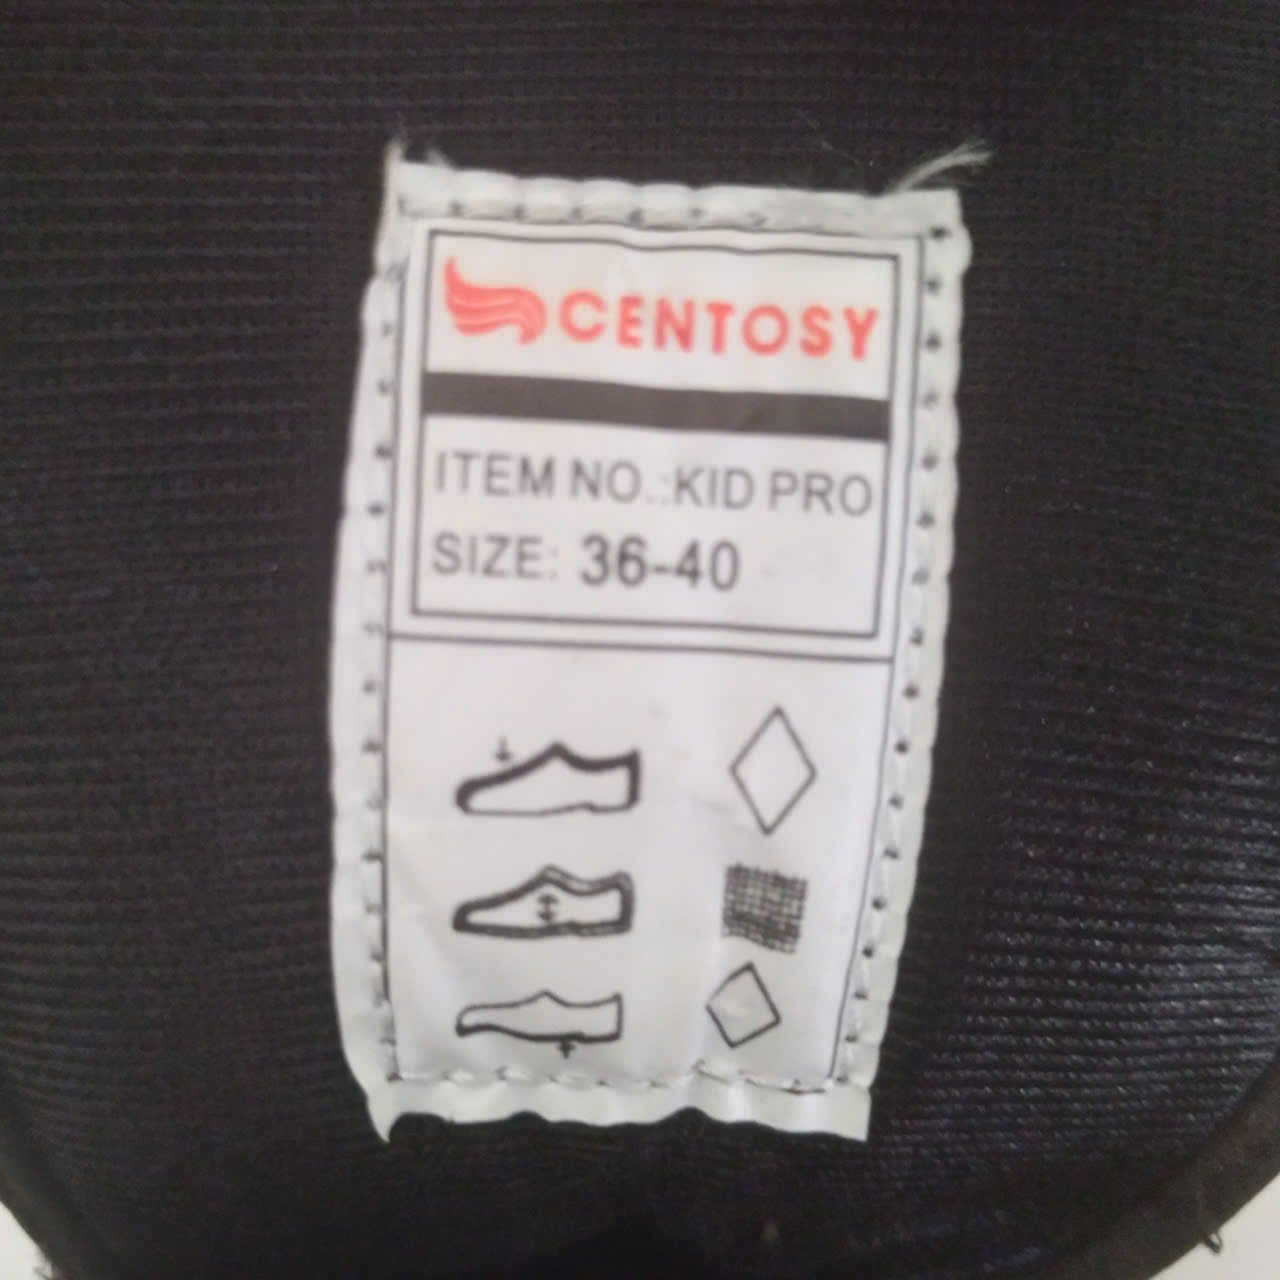 CENTOSY
ITEM NO.:KID PRO
SIZE: 36-40